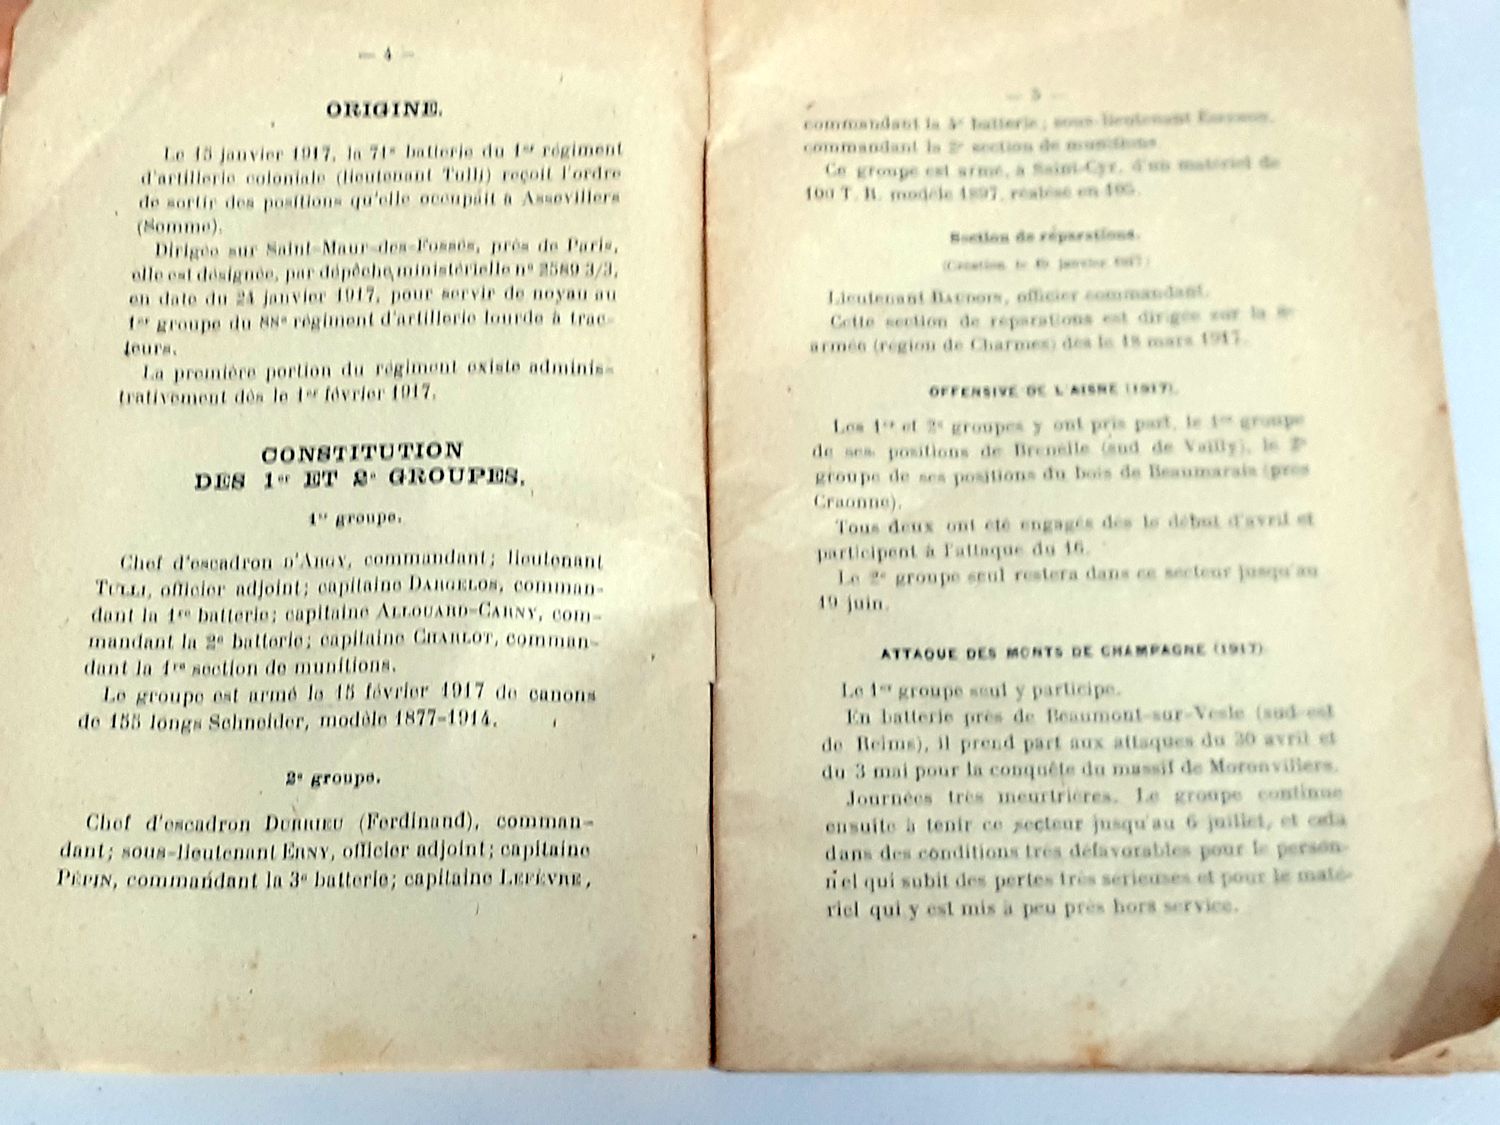 — 4 —
ORIGINE.
Le 15 janvier 1917, la 71e batterie du 1er régiment
d'artillerie coloniale (lieutenant Tulli) reçoit l'ordre
de sortir des positions qu'elle occupait à Assevillers
(Somme).
Dirigée sur Saint-Maur-des-Fossés, près de Paris,
elle est désignée, par dépêche ministérielle n° 2589 3/3,
en date du 24 janvier 1917, pour servir de noyau au
1er groupe du 88e régiment d'artillerie lourde à trac-
teurs.
La première portion du régiment existe adminis-
trativement dès le 1er février 1917.
CONSTITUTION
DES 1er ET 2e GROUPES.
1er groupe.
Chef d'escadron D'ARGY, commandant; lieutenant
TULLI, officier adjoint; capitaine DARGELOS, comman-
dant la 1re batterie; capitaine ALLOUARD-CARNY, com-
mandant la 2e batterie; capitaine CHARLOT, comman-
dant la 1re section de munitions.
Le groupe est armé le 15 février 1917 de canons
de 155 longs Schneider, modèle 1877-1914.
2e groupe.
Chef d'escadron DURRIEU (Ferdinand), comman-
dant; sous-lieutenant ERNY, officier adjoint; capitaine
PÉPIN, commandant la 3e batterie; capitaine LEFÈVRE,
— 5 —
commandant la 4e batterie; sous-lieutenant
commandant la 2e section de munitions.
Ce groupe est armé, à Saint-Cyr, d'un matériel de
100 T. R. modèle 1897, réalésé en 105.
Section de réparations.
(Création le janvier 1917)
Lieutenant BAUDOIS, officier commandant.
Cette section de réparations est dirigée sur la 8e
armée (région de Charmes) dès le 18 mars 1917.
OFFENSIVE DE L'AISNE (1917).
Les 1er et 2e groupes y ont pris part, le 1er groupe
de ses positions de Brenelle (sud de Vailly), le 2e
groupe de ses positions du bois de Beaumarais (près
Craonne).
Tous deux ont été engagés dès le début d'avril et
participent à l'attaque du 16.
Le 2e groupe seul restera dans ce secteur jusqu'au
19 juin.
ATTAQUE DES MONTS DE CHAMPAGNE (1917)
Le 1er groupe seul y participe.
En batterie près de Beaumont-sur-Vesle (sud-est
de Reims), il prend part aux attaques du 30 avril et
du 3 mai pour la conquête du massif de Moronvillers.
Journées très meurtrières. Le groupe continue
ensuite à tenir ce secteur jusqu'au 6 juillet, et cela
dans des conditions très défavorables pour le person-
nel qui subit des pertes très sérieuses et pour le maté-
riel qui y est mis à peu près hors service.